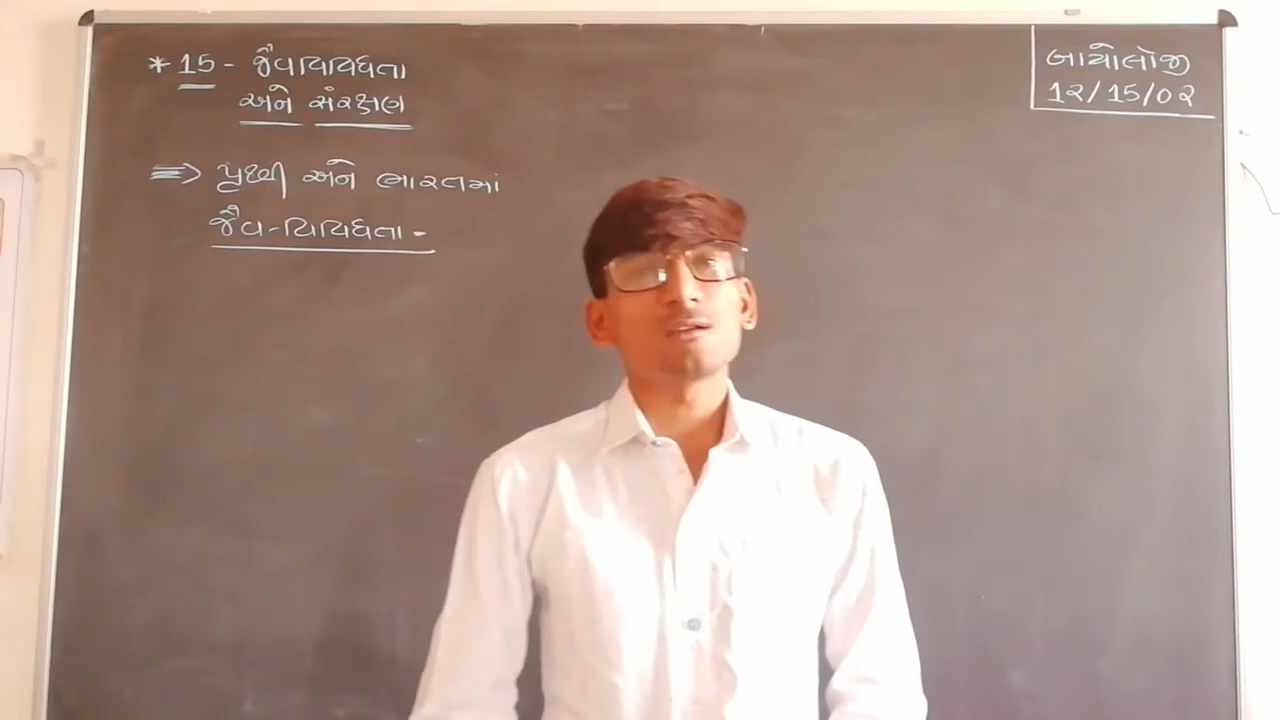 * 15 - જૈવવિવિધતા
અને સંરક્ષણ
બાયોલોજી
12/15/02
⇒ પૃથ્વી અને ભારતમાં
જૈવ-વિવિધતા -